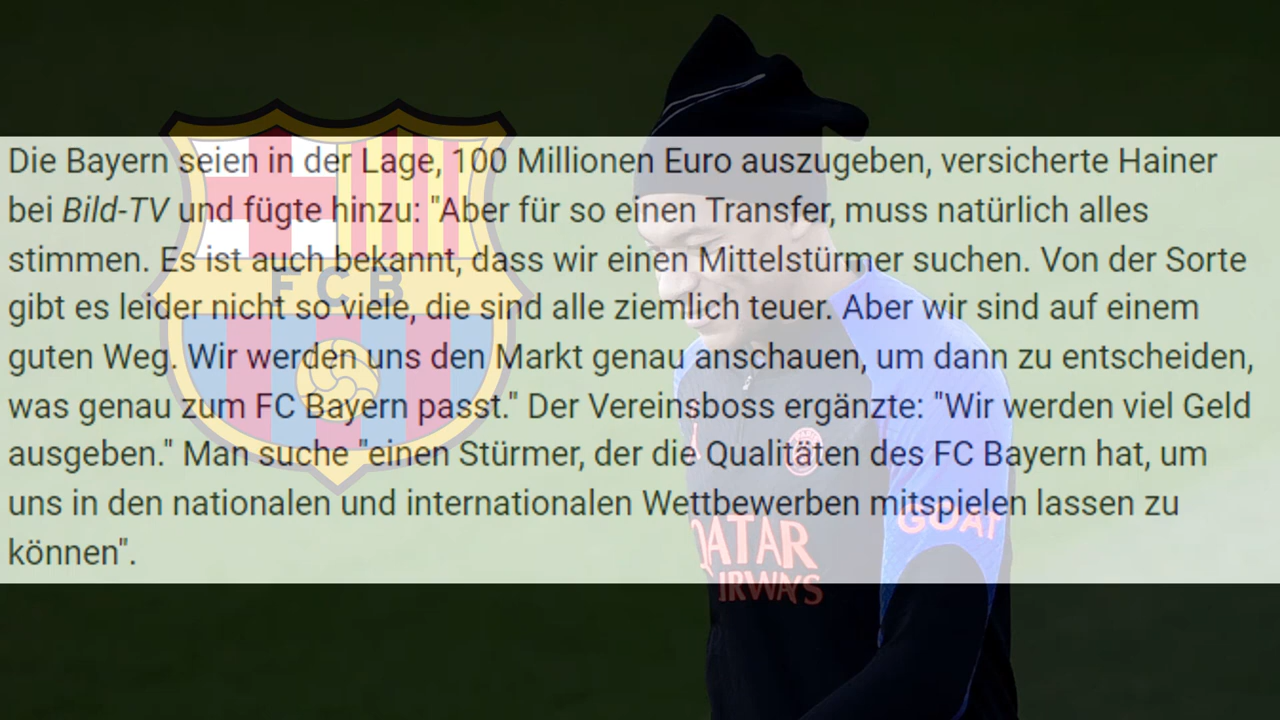 Die Bayern seien in der Lage, 100 Millionen Euro auszugeben, versicherte Hainer
bei Bild-TV und fügte hinzu: "Aber für so einen Transfer, muss natürlich alles
stimmen. Es ist auch bekannt, dass wir einen Mittelstürmer suchen. Von der Sorte
gibt es leider nicht so viele, die sind alle ziemlich teuer. Aber wir sind auf einem
guten Weg. Wir werden uns den Markt genau anschauen, um dann zu entscheiden,
was genau zum FC Bayern passt." Der Vereinsboss ergänzte: "Wir werden viel Geld
ausgeben." Man suche "einen Stürmer, der die Qualitäten des FC Bayern hat, um
uns in den nationalen und internationalen Wettbewerben mitspielen lassen zu
können".
FCB
QATAR
AIRWAYS
GOAT